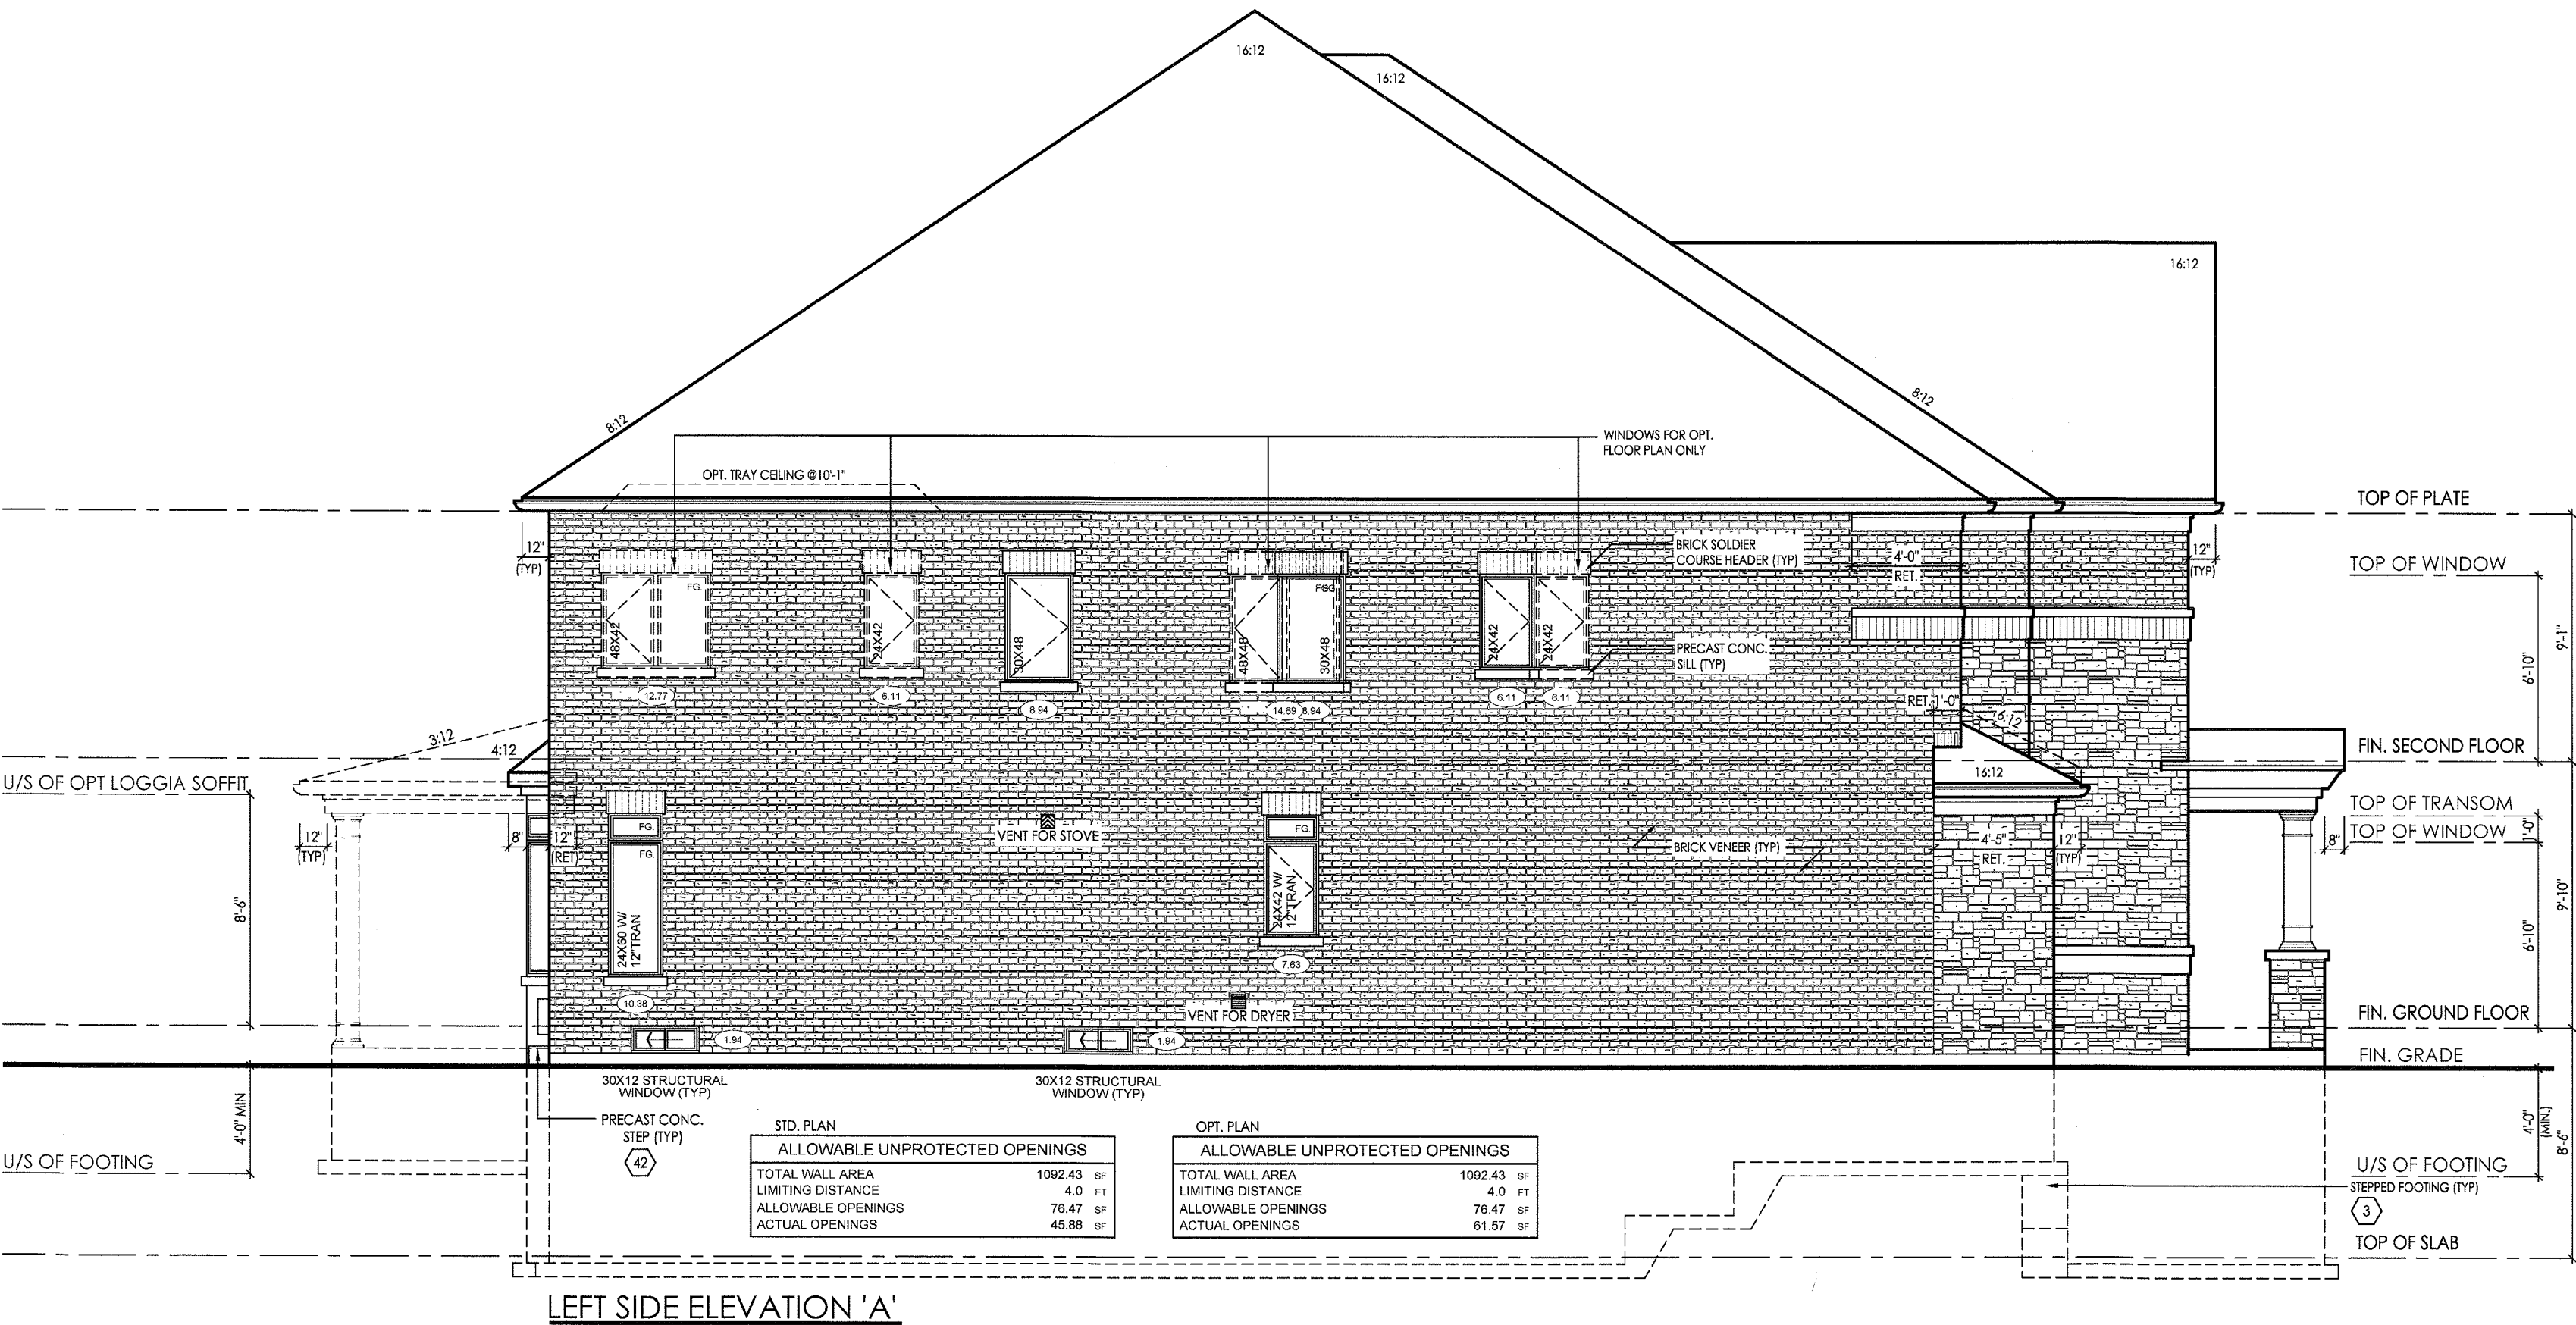 16:12
16:12
16:12
8:12
8:12
WINDOWS FOR OPT.
FLOOR PLAN ONLY
OPT. TRAY CEILING @10'-1"
TOP OF PLATE
12"
(TYP)
BRICK SOLDIER
COURSE HEADER (TYP)
4'-0"
RET.
12"
(TYP)
TOP OF WINDOW
48X42
FG.
24X42
30X48
48X48
30X48
24X42
24X42
PRECAST CONC.
SILL (TYP)
9'-1"
6'-10"
12.77
6.11
8.94
14.69
8.94
6.11
6.11
RET. 1'-0"
16:12
3:12
4:12
FIN. SECOND FLOOR
U/S OF OPT LOGGIA SOFFIT
16:12
TOP OF TRANSOM
TOP OF WINDOW
1'-0"
12"
(TYP)
8"
12"
(RET)
FG.
FG.
VENT FOR STOVE
FG.
BRICK VENEER (TYP)
4'-5"
RET.
12"
(TYP)
8"
8'-6"
24X60 W/
12"TRAN
24X42 W/
12"TRAN
9'-10"
6'-10"
7.63
10.38
VENT FOR DRYER
FIN. GROUND FLOOR
1.94
1.94
FIN. GRADE
30X12 STRUCTURAL
WINDOW (TYP)
30X12 STRUCTURAL
WINDOW (TYP)
4'-0" MIN
PRECAST CONC.
STEP (TYP)
42
U/S OF FOOTING
STD. PLAN
ALLOWABLE UNPROTECTED OPENINGS
TOTAL WALL AREA 1092.43 SF
LIMITING DISTANCE 4.0 FT
ALLOWABLE OPENINGS 76.47 SF
ACTUAL OPENINGS 45.88 SF
OPT. PLAN
ALLOWABLE UNPROTECTED OPENINGS
TOTAL WALL AREA 1092.43 SF
LIMITING DISTANCE 4.0 FT
ALLOWABLE OPENINGS 76.47 SF
ACTUAL OPENINGS 61.57 SF
4'-0"
(MIN.)
8'-6"
U/S OF FOOTING
STEPPED FOOTING (TYP)
3
TOP OF SLAB
LEFT SIDE ELEVATION 'A'